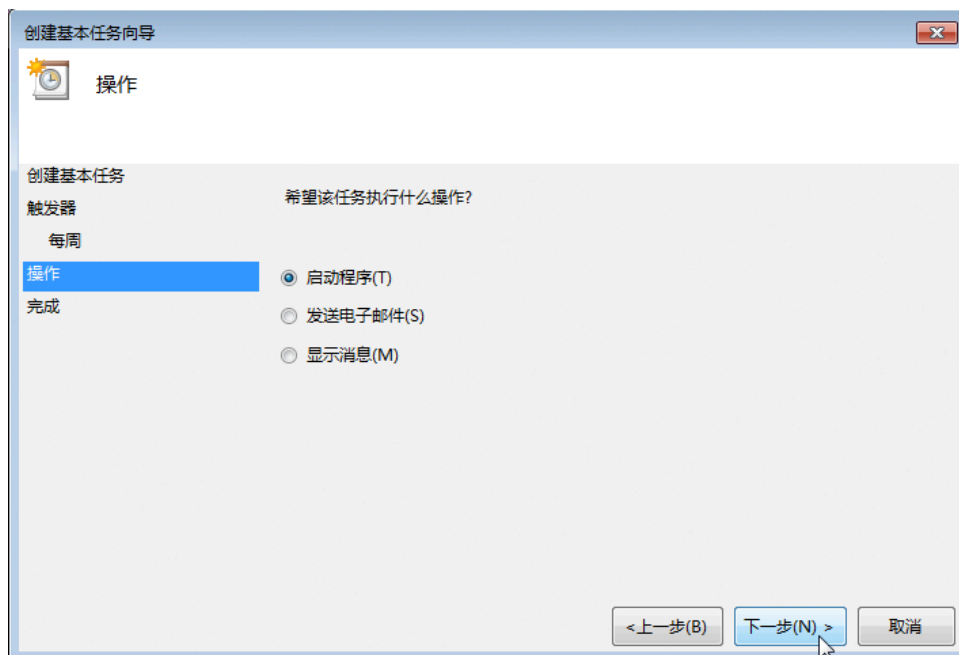 创建基本任务向导
操作
创建基本任务
触发器
每周
操作
完成
希望该任务执行什么操作?
启动程序(T)
发送电子邮件(S)
显示消息(M)
<上一步(B)
下一步(N) >
取消